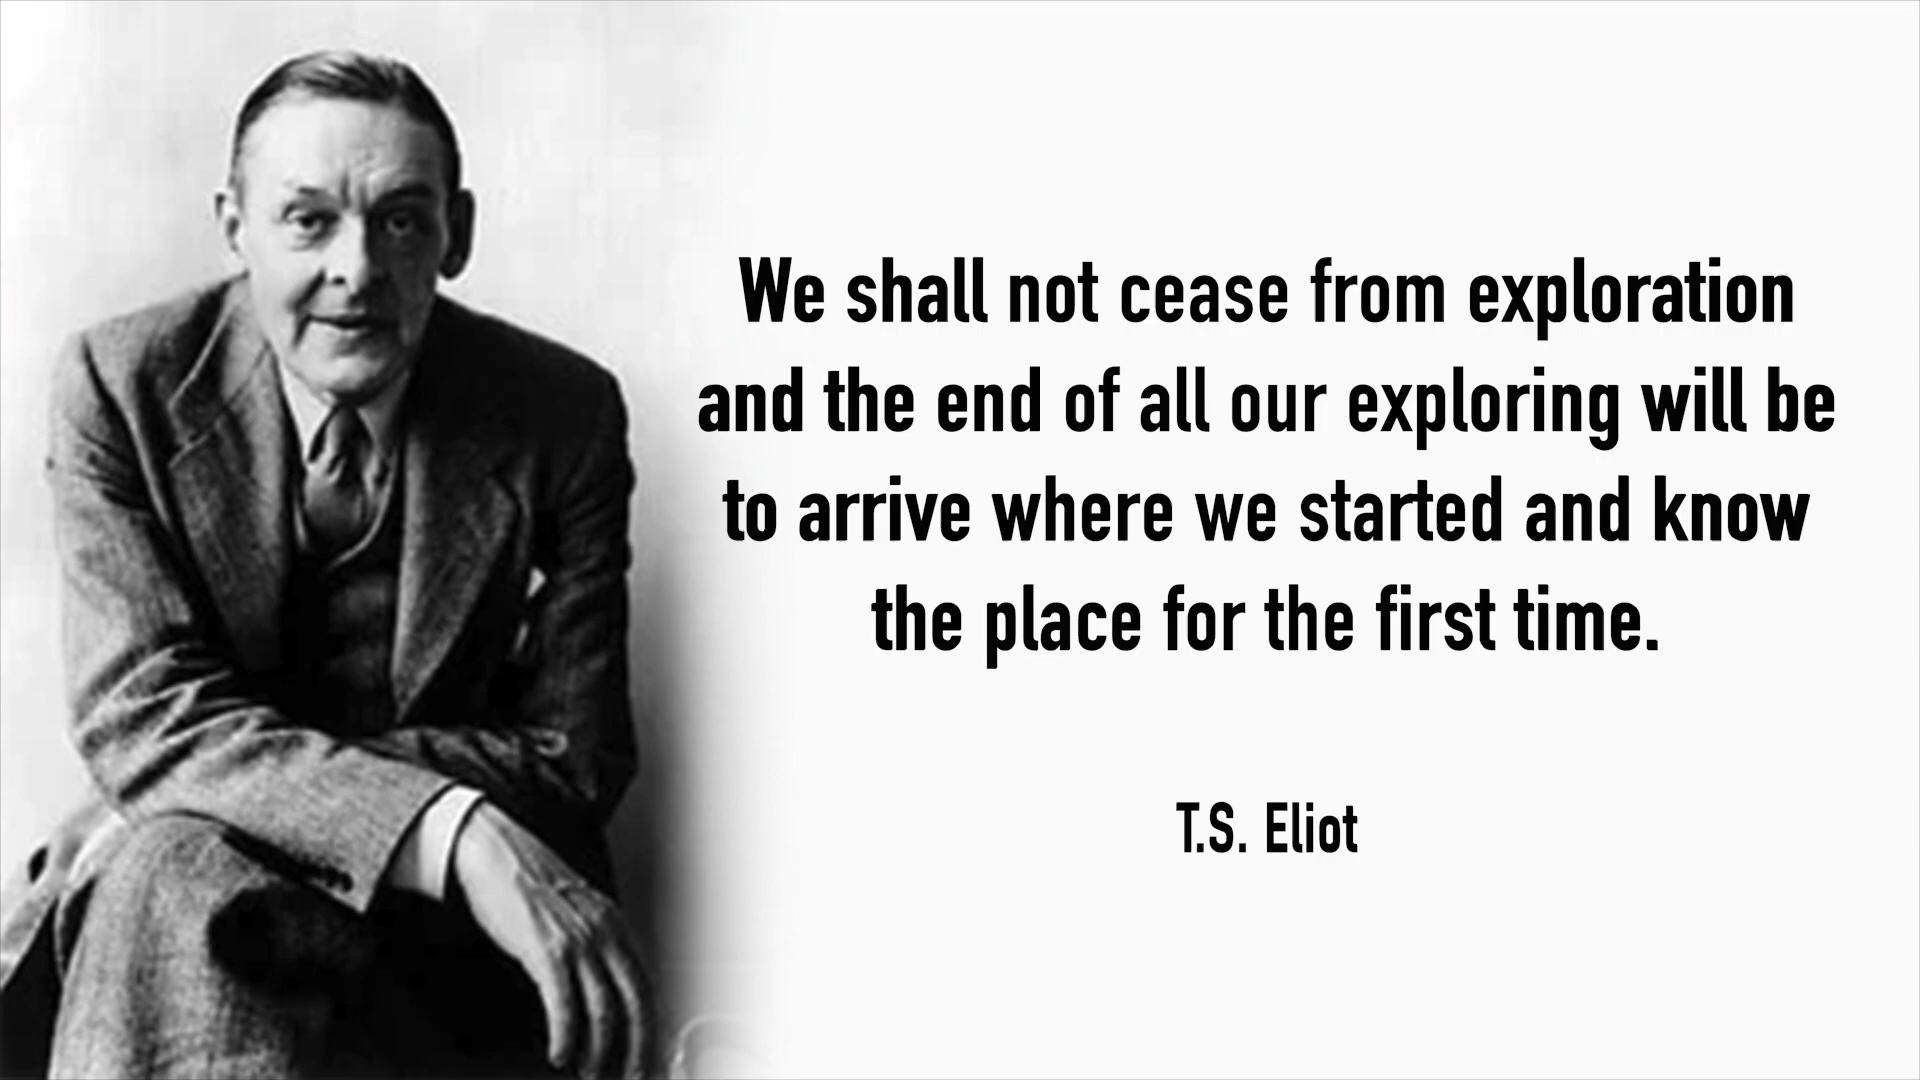 We shall not cease from exploration
and the end of all our exploring will be
to arrive where we started and know
the place for the first time.
T.S. Eliot